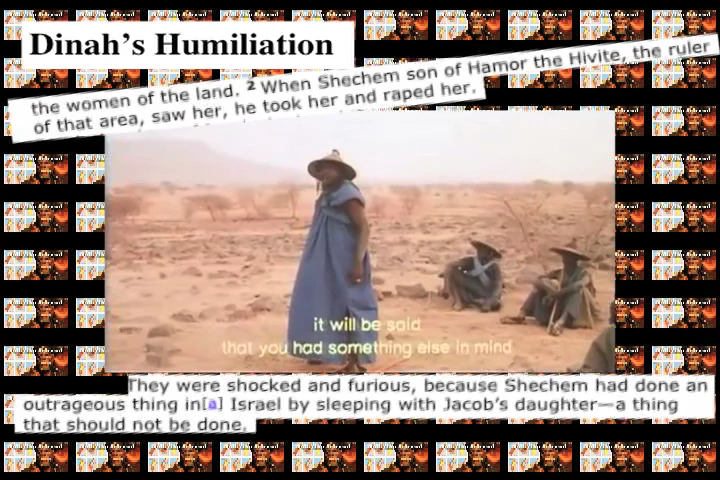 Dinah’s Humiliation
the women of the land. 2 When Shechem son of Hamor the Hivite, the ruler
of that area, saw her, he took her and raped her.
it will be said
that you had something else in mind
They were shocked and furious, because Shechem had done an
outrageous thing in[a] Israel by sleeping with Jacob’s daughter—a thing
that should not be done.